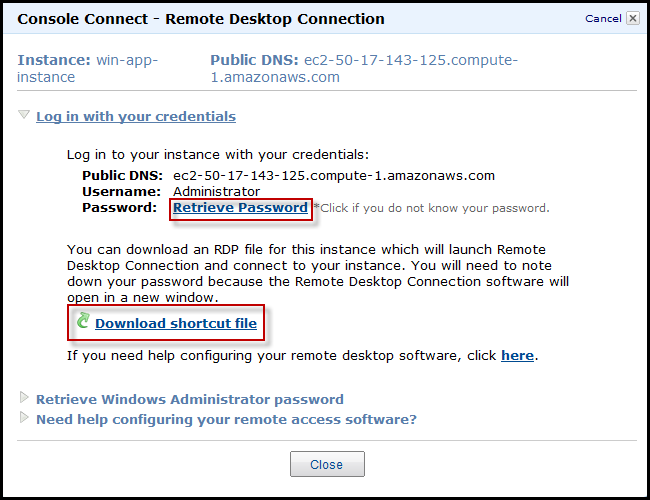 Console Connect - Remote Desktop Connection
Cancel
Instance: win-app-
instance
Public DNS: ec2-50-17-143-125.compute-
1.amazonaws.com
Log in with your credentials
Log in to your instance with your credentials:
Public DNS: ec2-50-17-143-125.compute-1.amazonaws.com
Username: Administrator
Password: Retrieve Password *Click if you do not know your password.
You can download an RDP file for this instance which will launch Remote
Desktop Connection and connect to your instance. You will need to note
down your password because the Remote Desktop Connection software will
open in a new window.
Download shortcut file
If you need help configuring your remote desktop software, click here.
Retrieve Windows Administrator password
Need help configuring your remote access software?
Close